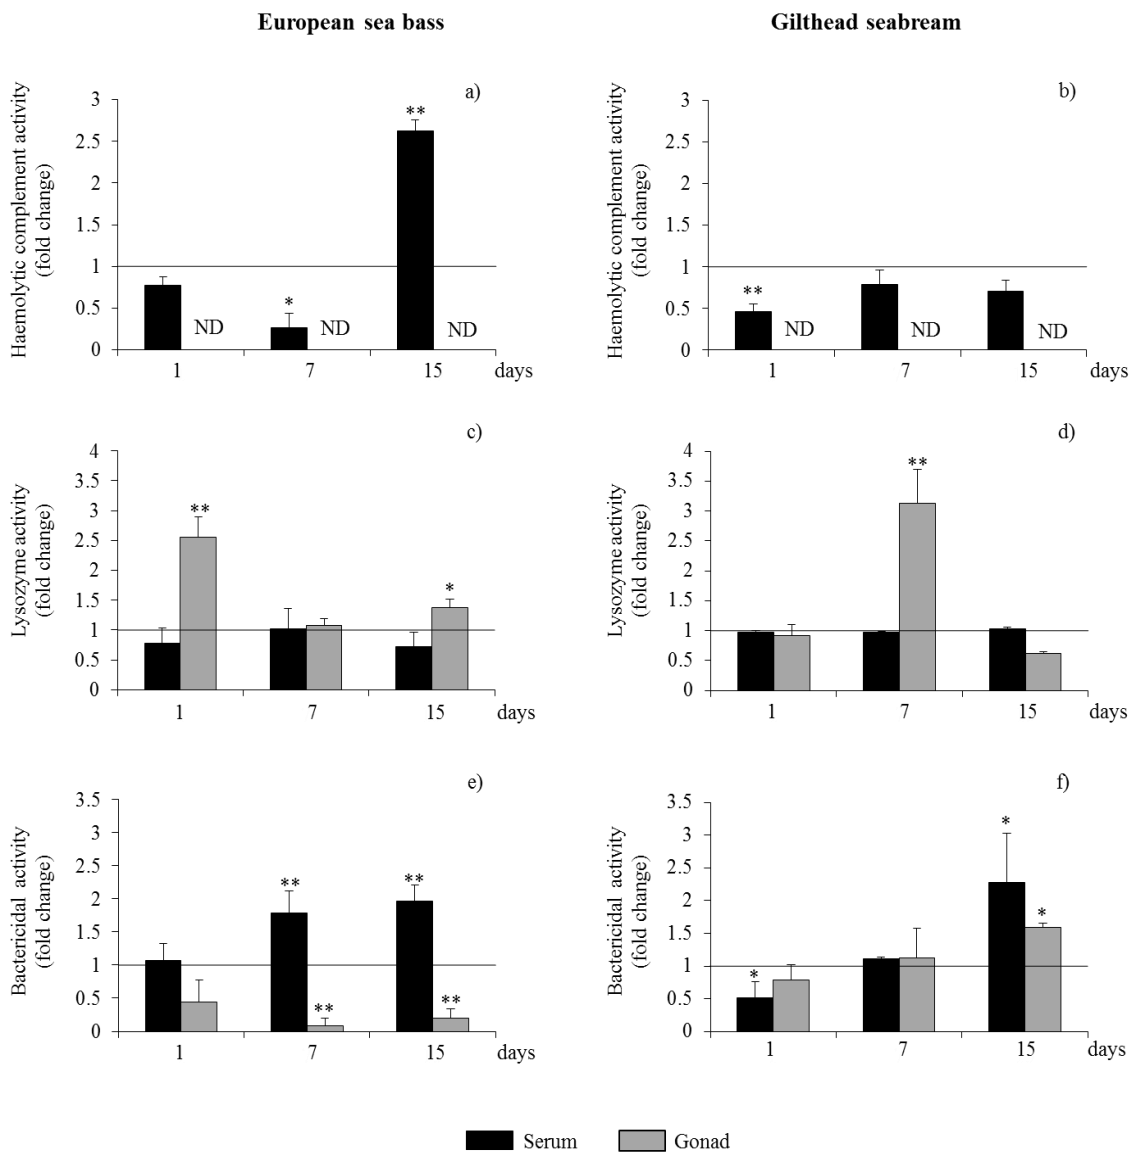 European sea bass
Gilthead seabream
a)
Haemolytic complement activity
(fold change)
3
2.5
2
1.5
1
0.5
0
**
*
ND
ND
ND
1
7
15
days
b)
Haemolytic complement activity
(fold change)
3
2.5
2
1.5
1
0.5
0
**
ND
ND
ND
1
7
15
days
c)
Lysozyme activity
(fold change)
4
3.5
3
2.5
2
1.5
1
0.5
0
**
*
1
7
15
days
d)
Lysozyme activity
(fold change)
4
3.5
3
2.5
2
1.5
1
0.5
0
**
1
7
15
days
e)
Bactericidal activity
(fold change)
3.5
3
2.5
2
1.5
1
0.5
0
**
**
**
**
1
7
15
days
f)
Bactericidal activity
(fold change)
3.5
3
2.5
2
1.5
1
0.5
0
*
*
*
1
7
15
days
Serum
Gonad